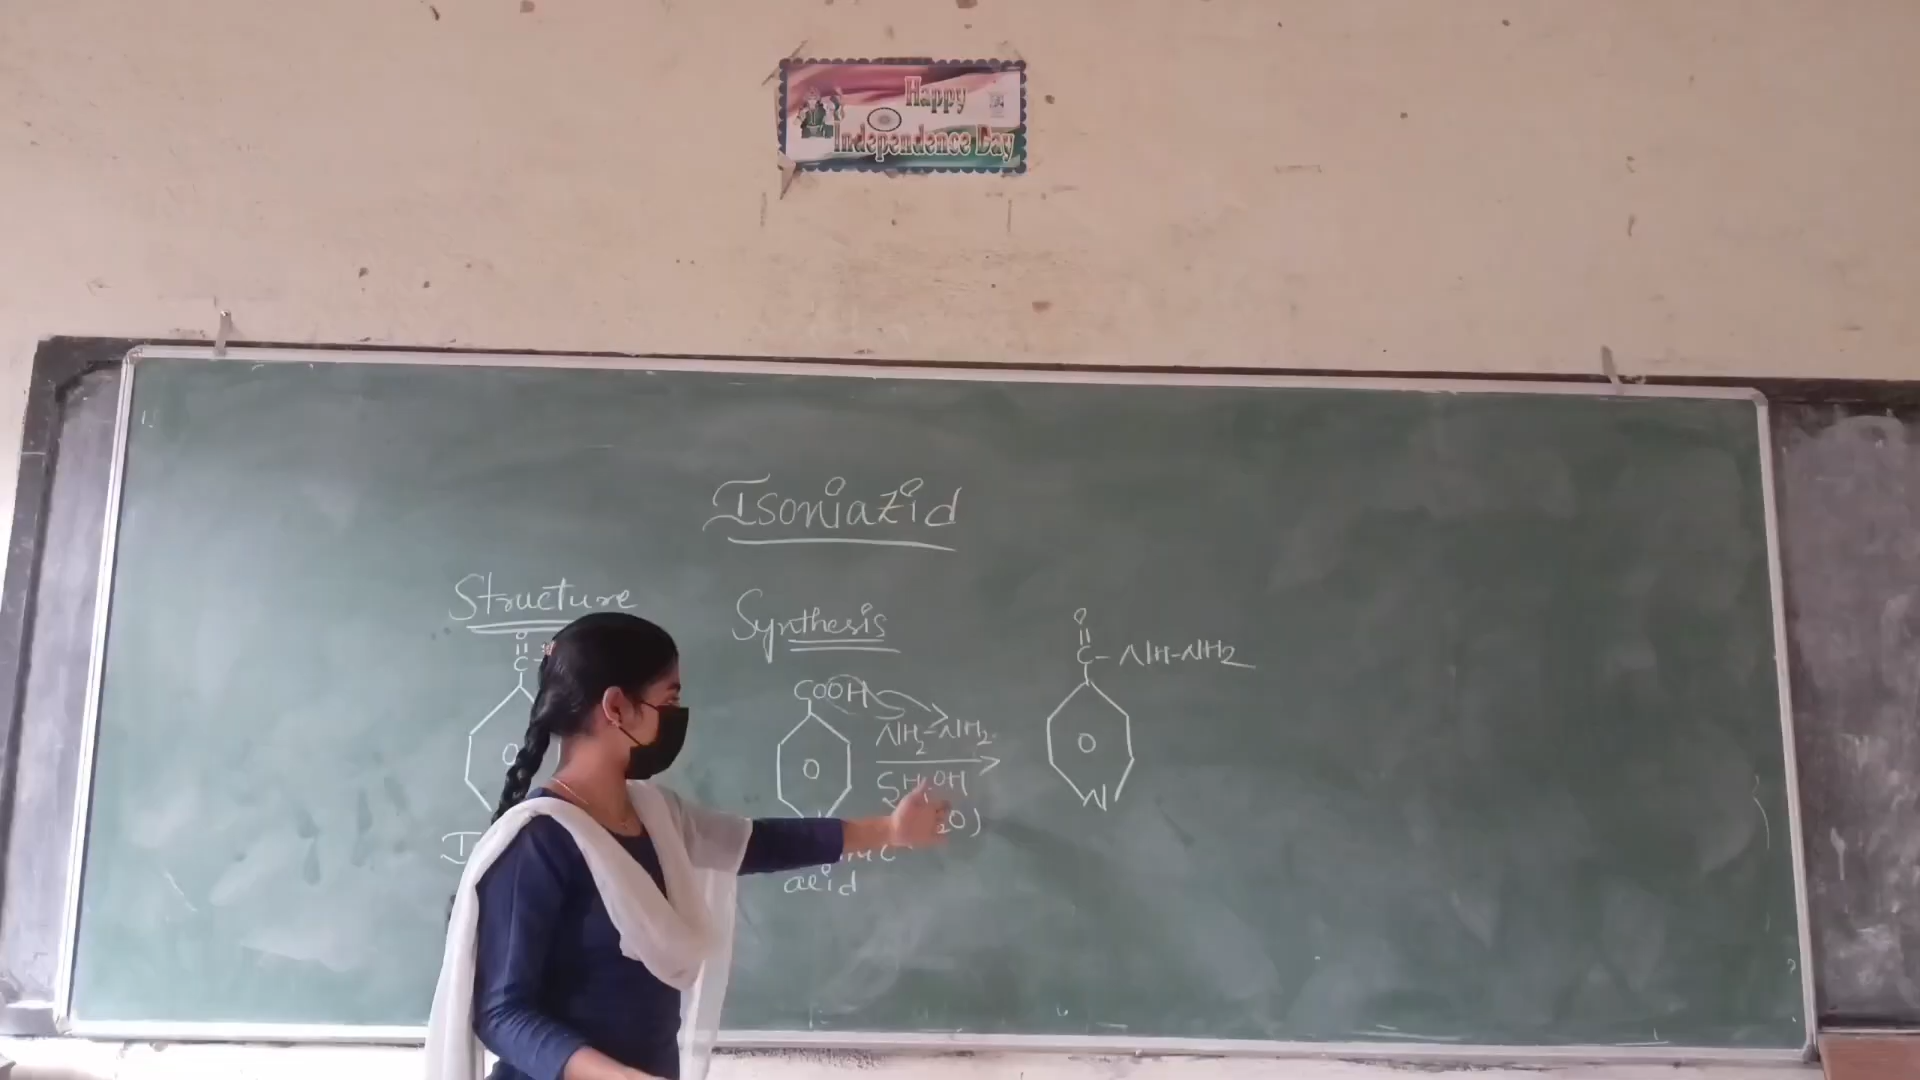 Happy
Independence Day
Isoniazid
Structure
O
C
O
Synthesis
COOH
NH2-NH2
O
acid
O
C-NH-NH2
O
N